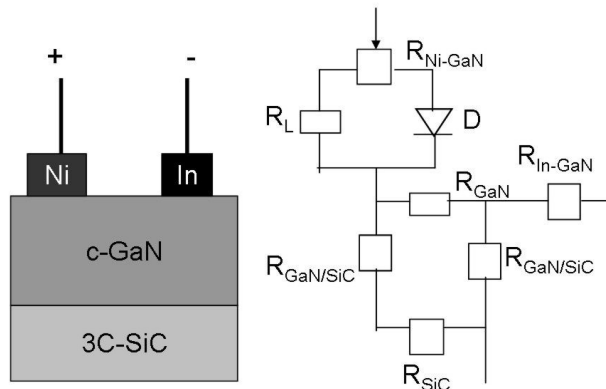 + -
Ni In
c-GaN
3C-SiC
R_Ni-GaN
R_L D
R_In-GaN
R_GaN
R_GaN/SiC R_GaN/SiC
R_SiC